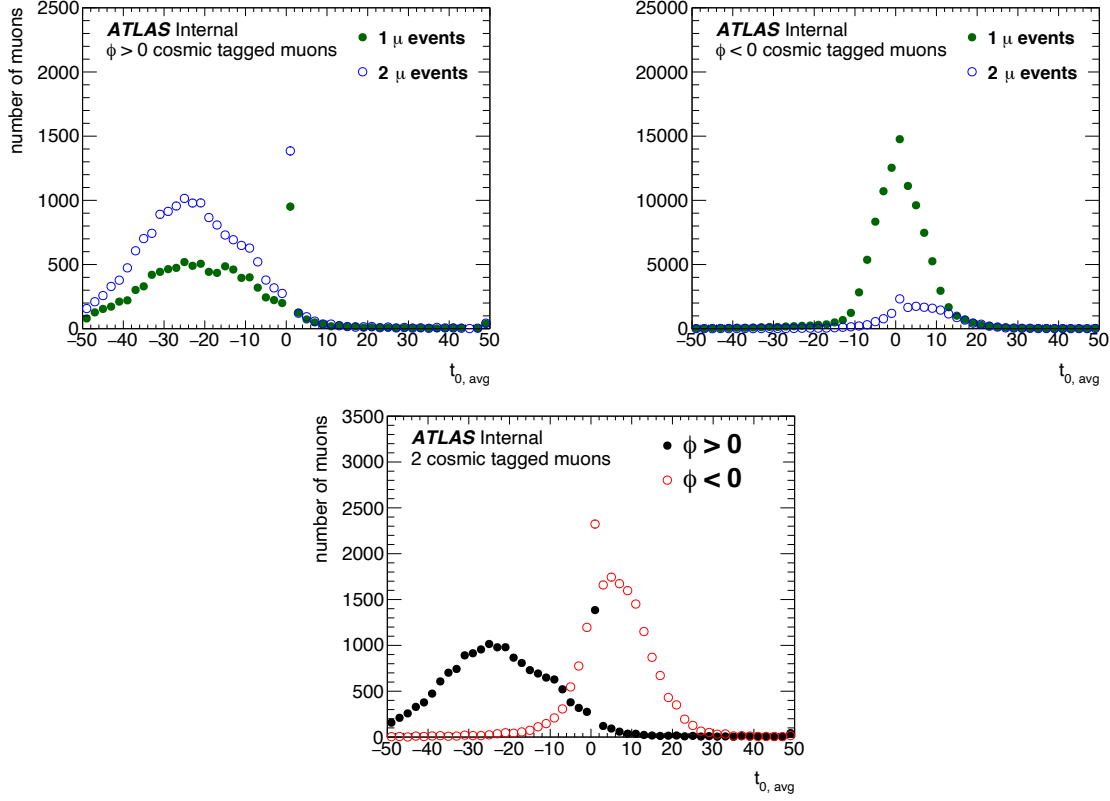 number of muons
3000
2500
2000
1500
1000
500
0
ATLAS Internal
ϕ > 0 cosmic tagged muons
1 μ events
2 μ events
−50 −40 −30 −20 −10 0 10 20 30 40 50
t0, avg
number of muons
25000
20000
15000
10000
5000
0
ATLAS Internal
ϕ < 0 cosmic tagged muons
1 μ events
2 μ events
−50 −40 −30 −20 −10 0 10 20 30 40 50
t0, avg
number of muons
3500
3000
2500
2000
1500
1000
500
0
ATLAS Internal
2 cosmic tagged muons
ϕ > 0
ϕ < 0
−50 −40 −30 −20 −10 0 10 20 30 40 50
t0, avg